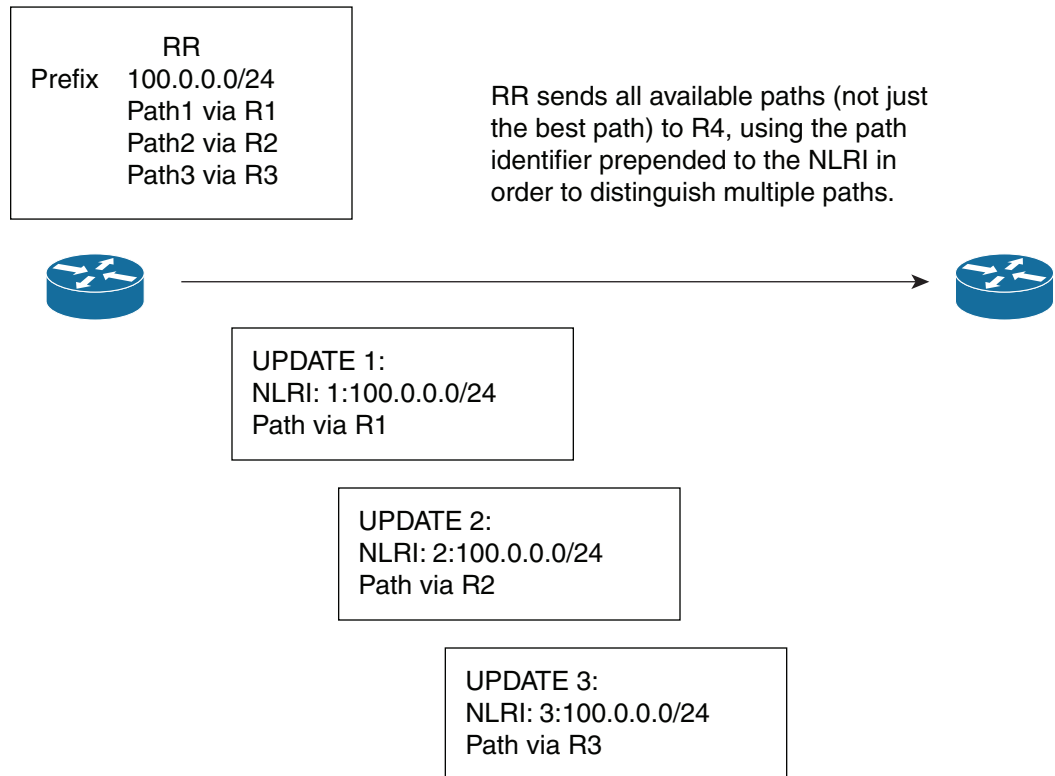 RR
Prefix 100.0.0.0/24
Path1 via R1
Path2 via R2
Path3 via R3
RR sends all available paths (not just
the best path) to R4, using the path
identifier prepended to the NLRI in
order to distinguish multiple paths.
UPDATE 1:
NLRI: 1:100.0.0.0/24
Path via R1
UPDATE 2:
NLRI: 2:100.0.0.0/24
Path via R2
UPDATE 3:
NLRI: 3:100.0.0.0/24
Path via R3